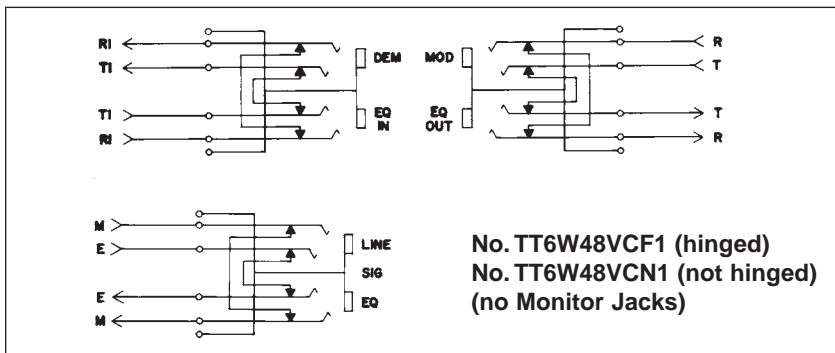 RI
TI
TI
RI
DEM
EQ
IN
MOD
EQ
OUT
R
T
T
R
M
E
E
M
LINE
SIG
EQ
No. TT6W48VCF1 (hinged)
No. TT6W48VCN1 (not hinged)
(no Monitor Jacks)